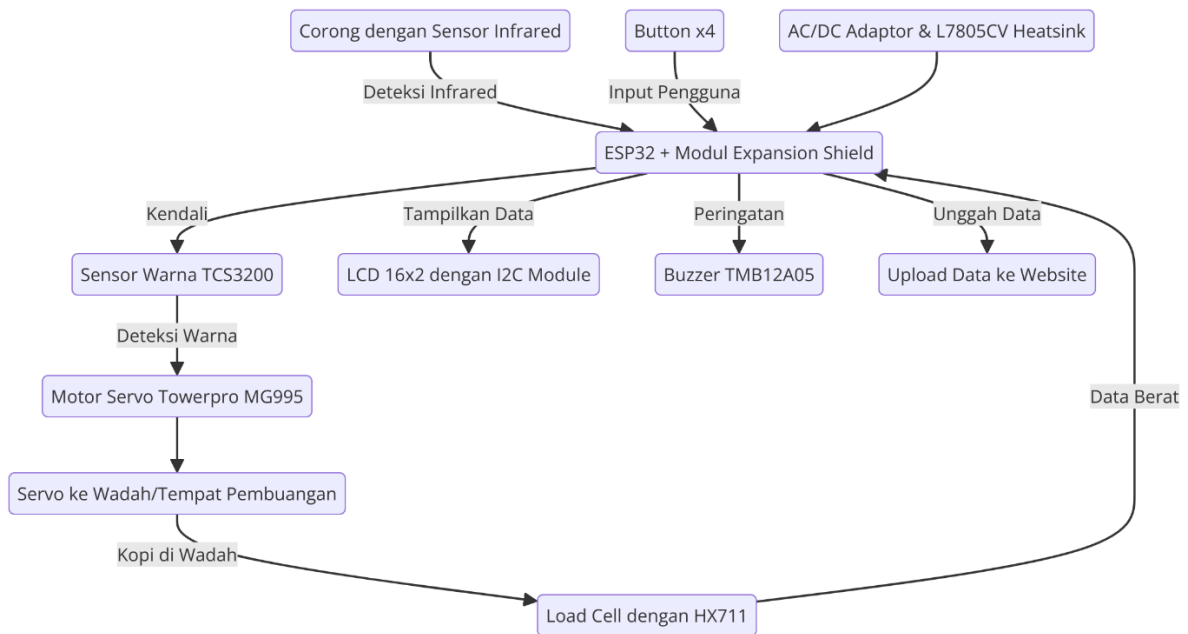 Corong dengan Sensor Infrared
Button x4
AC/DC Adaptor & L7805CV Heatsink
Deteksi Infrared
Input Pengguna
ESP32 + Modul Expansion Shield
Kendali
Tampilkan Data
Peringatan
Unggah Data
Sensor Warna TCS3200
LCD 16x2 dengan I2C Module
Buzzer TMB12A05
Upload Data ke Website
Deteksi Warna
Motor Servo Towerpro MG995
Data Berat
Servo ke Wadah/Tempat Pembuangan
Kopi di Wadah
Load Cell dengan HX711